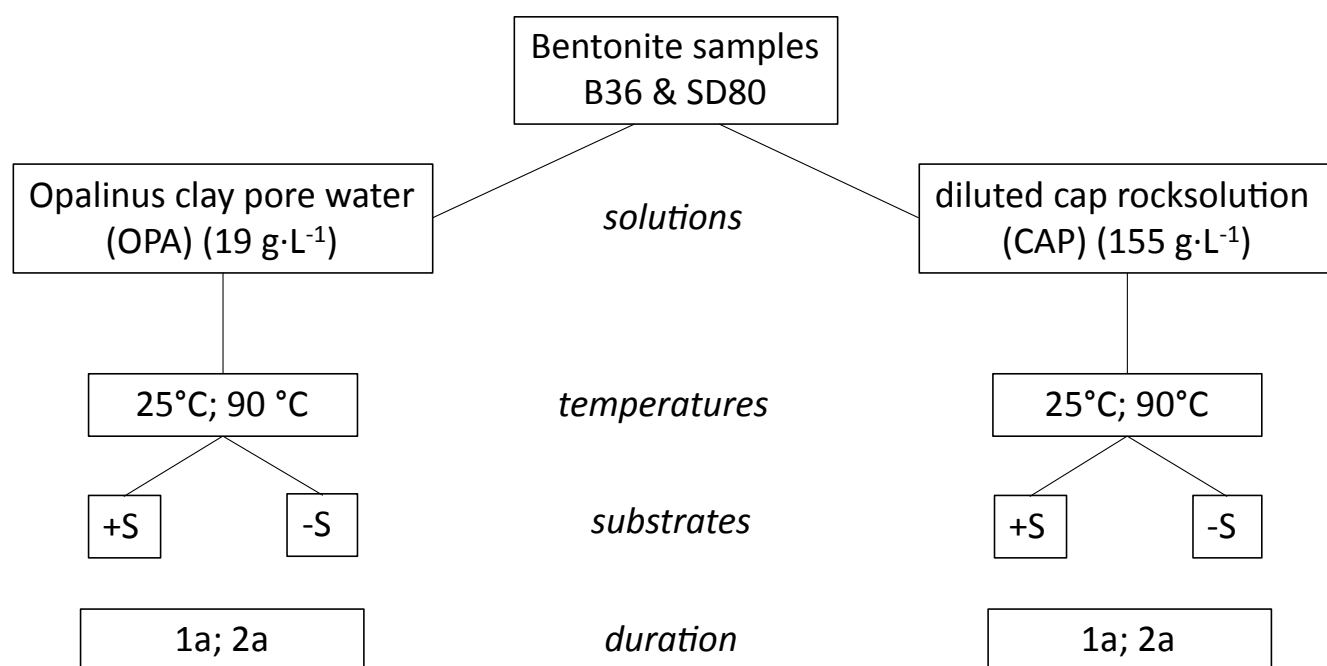 Bentonite samples
B36 & SD80
Opalinus clay pore water
(OPA) (19 g·L⁻¹)
solutions
diluted cap rocksolution
(CAP) (155 g·L⁻¹)
25°C; 90 °C
temperatures
25°C; 90°C
+S
-S
substrates
+S
-S
1a; 2a
duration
1a; 2a